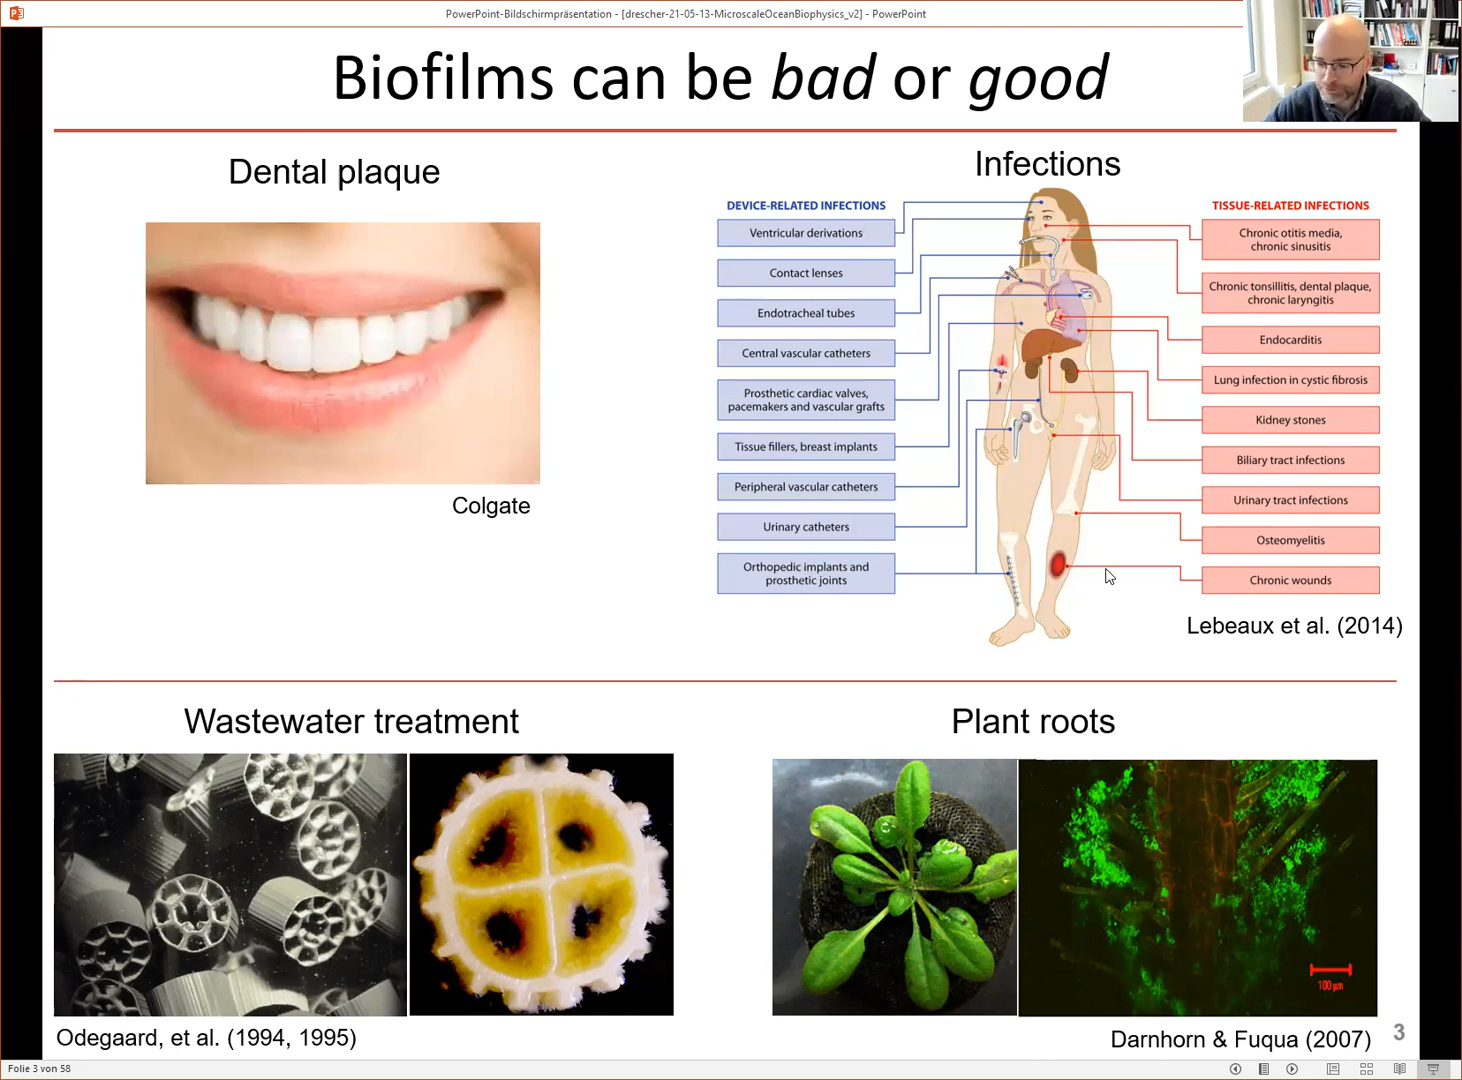 PowerPoint-Bildschirmpräsentation - [drescher-21-05-13-MicroscaleOceanBiophysics_v2] - PowerPoint
Biofilms can be bad or good
Dental plaque
Colgate
Infections
DEVICE-RELATED INFECTIONS
Ventricular derivations
Contact lenses
Endotracheal tubes
Central vascular catheters
Prosthetic cardiac valves,
pacemakers and vascular grafts
Tissue fillers, breast implants
Peripheral vascular catheters
Urinary catheters
Orthopedic implants and
prosthetic joints
TISSUE-RELATED INFECTIONS
Chronic otitis media,
chronic sinusitis
Chronic tonsillitis, dental plaque,
chronic laryngitis
Endocarditis
Lung infection in cystic fibrosis
Kidney stones
Biliary tract infections
Urinary tract infections
Osteomyelitis
Chronic wounds
Lebeaux et al. (2014)
Wastewater treatment
Odegaard, et al. (1994, 1995)
Plant roots
100 µm
Darnhorn & Fuqua (2007)
3
Folie 3 von 58